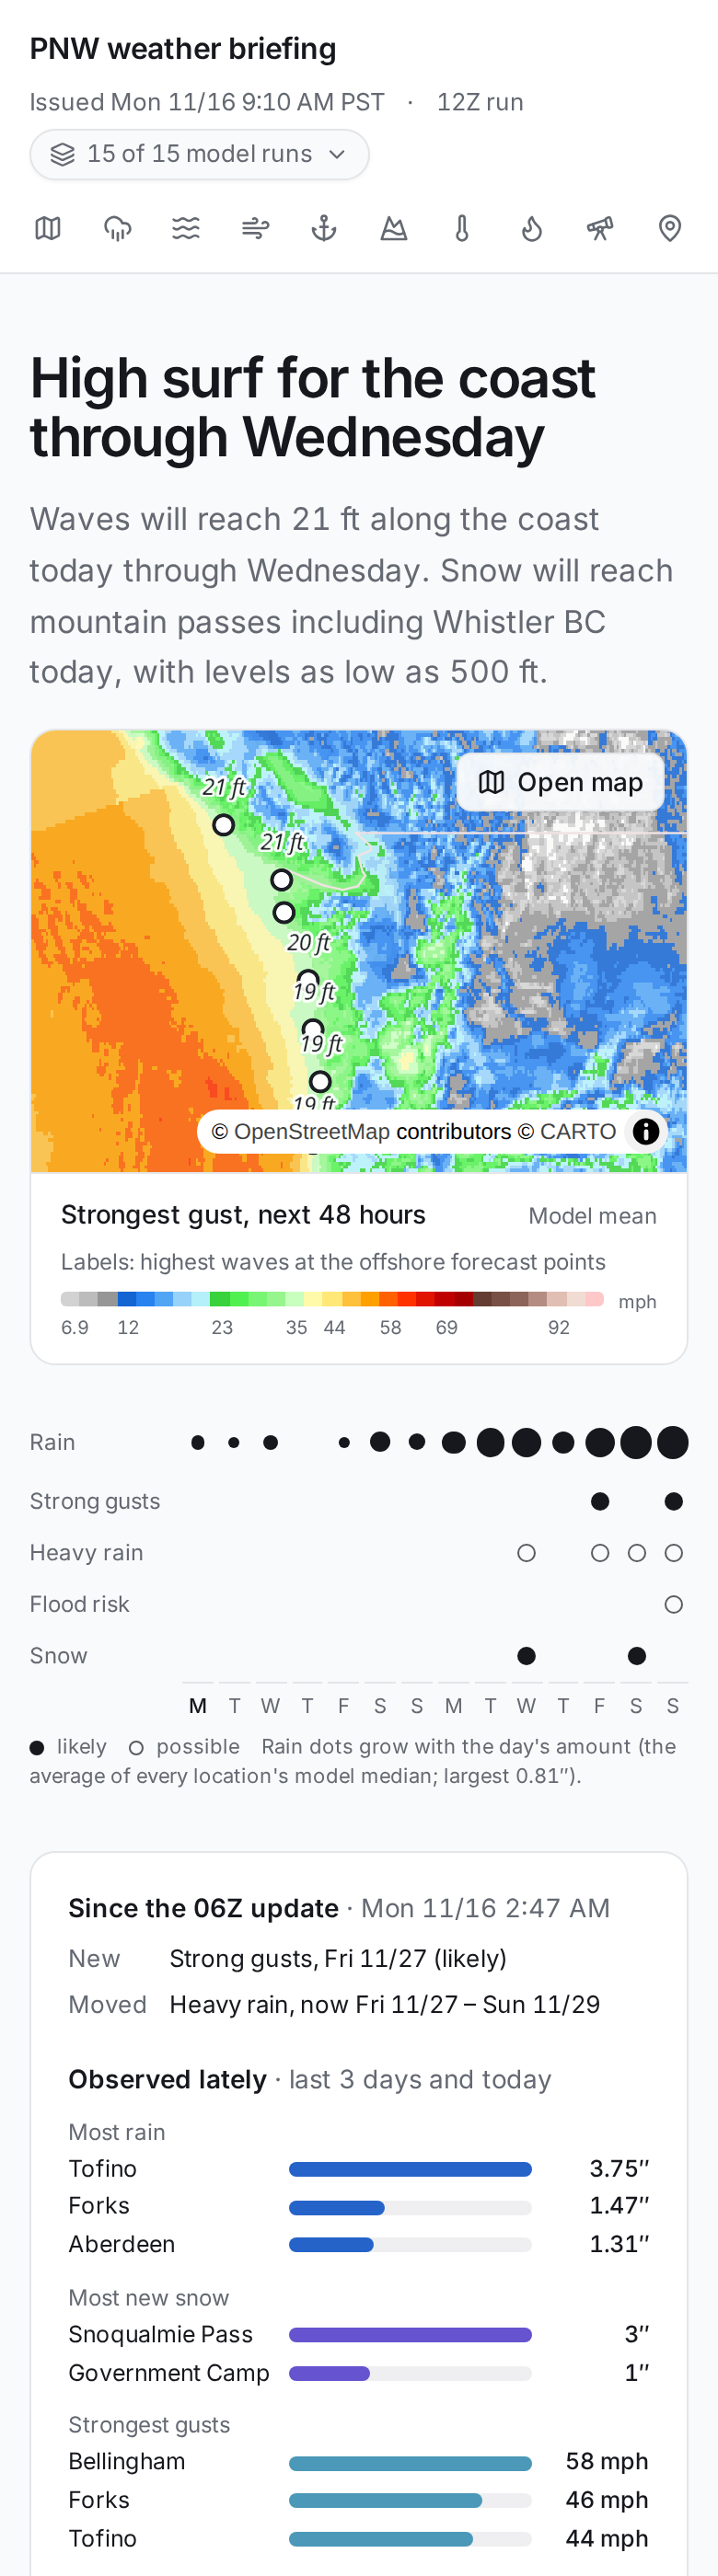 PNW weather briefing
Issued Mon 11/16 9:10 AM PST · 12Z run
15 of 15 model runs
High surf for the coast
through Wednesday
Waves will reach 21 ft along the coast
today through Wednesday. Snow will reach
mountain passes including Whistler BC
today, with levels as low as 500 ft.
Open map
21 ft
21 ft
20 ft
19 ft
19 ft
19 ft
© OpenStreetMap contributors © CARTO
Strongest gust, next 48 hours Model mean
Labels: highest waves at the offshore forecast points
mph
6.9 12 23 35 44 58 69 92
Rain
Strong gusts
Heavy rain
Flood risk
Snow
M T W T F S S M T W T F S S
likely possible Rain dots grow with the day's amount (the
average of every location's model median; largest 0.81″).
Since the 06Z update · Mon 11/16 2:47 AM
New Strong gusts, Fri 11/27 (likely)
Moved Heavy rain, now Fri 11/27 – Sun 11/29
Observed lately · last 3 days and today
Most rain
Tofino 3.75″
Forks 1.47″
Aberdeen 1.31″
Most new snow
Snoqualmie Pass 3″
Government Camp 1″
Strongest gusts
Bellingham 58 mph
Forks 46 mph
Tofino 44 mph